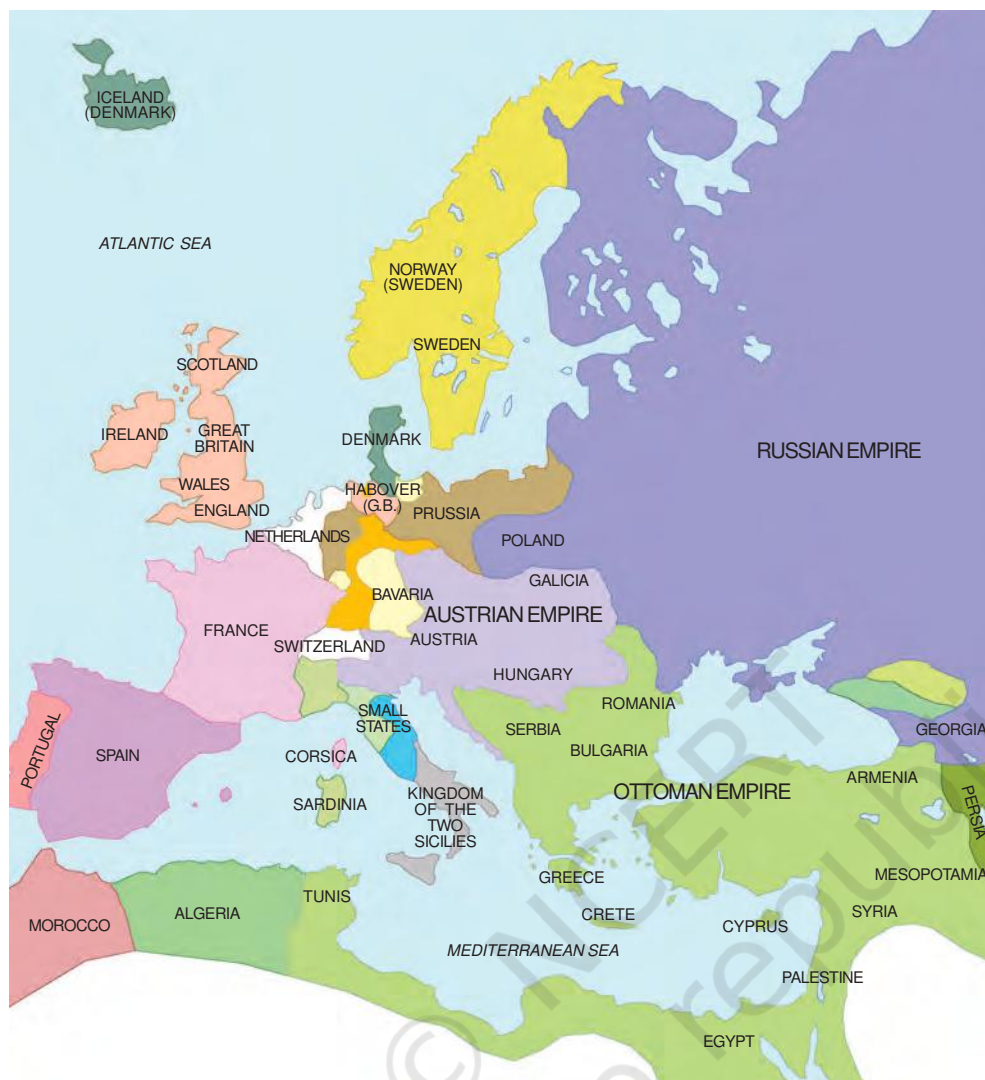 ICELAND
(DENMARK)
ATLANTIC SEA
NORWAY
(SWEDEN)
SWEDEN
SCOTLAND
IRELAND
GREAT
BRITAIN
DENMARK
RUSSIAN EMPIRE
WALES
HABOVER
(G.B.)
ENGLAND
PRUSSIA
NETHERLANDS
POLAND
GALICIA
BAVARIA
AUSTRIAN EMPIRE
FRANCE
AUSTRIA
SWITZERLAND
HUNGARY
ROMANIA
SMALL
STATES
SERBIA
GEORGIA
PORTUGAL
SPAIN
CORSICA
BULGARIA
ARMENIA
OTTOMAN EMPIRE
PERSIA
SARDINIA
KINGDOM
OF THE
TWO
SICILIES
GREECE
MESOPOTAMIA
TUNIS
ALGERIA
MOROCCO
CRETE
SYRIA
CYPRUS
MEDITERRANEAN SEA
PALESTINE
EGYPT
© NCERT
republi